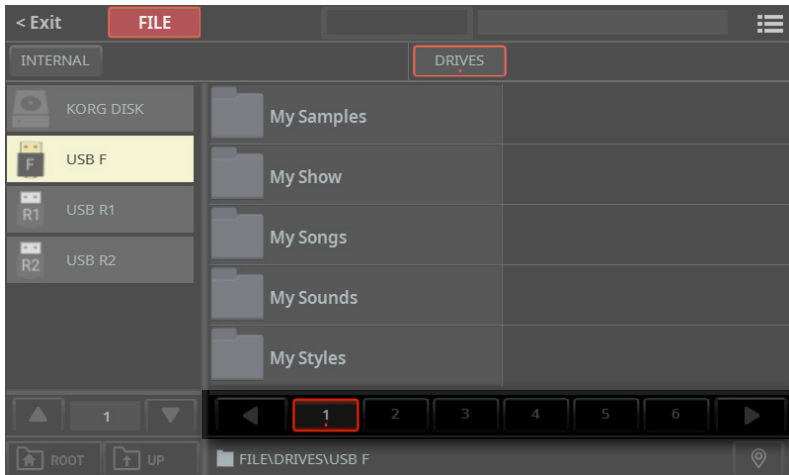 < Exit FILE
INTERNAL DRIVES
KORG DISK
F USB F
R1 USB R1
R2 USB R2
My Samples
My Show
My Songs
My Sounds
My Styles
1 1 2 3 4 5 6
ROOT UP FILE\DRIVES\USB F